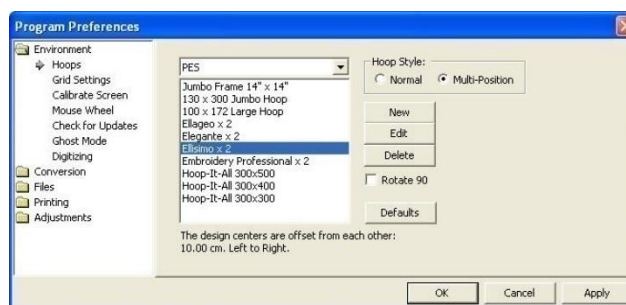 Program Preferences
Environment
Hoops
Grid Settings
Calibrate Screen
Mouse Wheel
Check for Updates
Ghost Mode
Digitizing
Conversion
Files
Printing
Adjustments
PES
Jumbo Frame 14" x 14"
130 x 300 Jumbo Hoop
100 x 172 Large Hoop
Ellageo x 2
Elegante x 2
Ellisimo x 2
Embroidery Professional x 2
Hoop-It-All 300x500
Hoop-It-All 300x400
Hoop-It-All 300x300
The design centers are offset from each other:
10.00 cm. Left to Right.
Hoop Style:
Normal Multi-Position
New
Edit
Delete
Rotate 90
Defaults
OK Cancel Apply